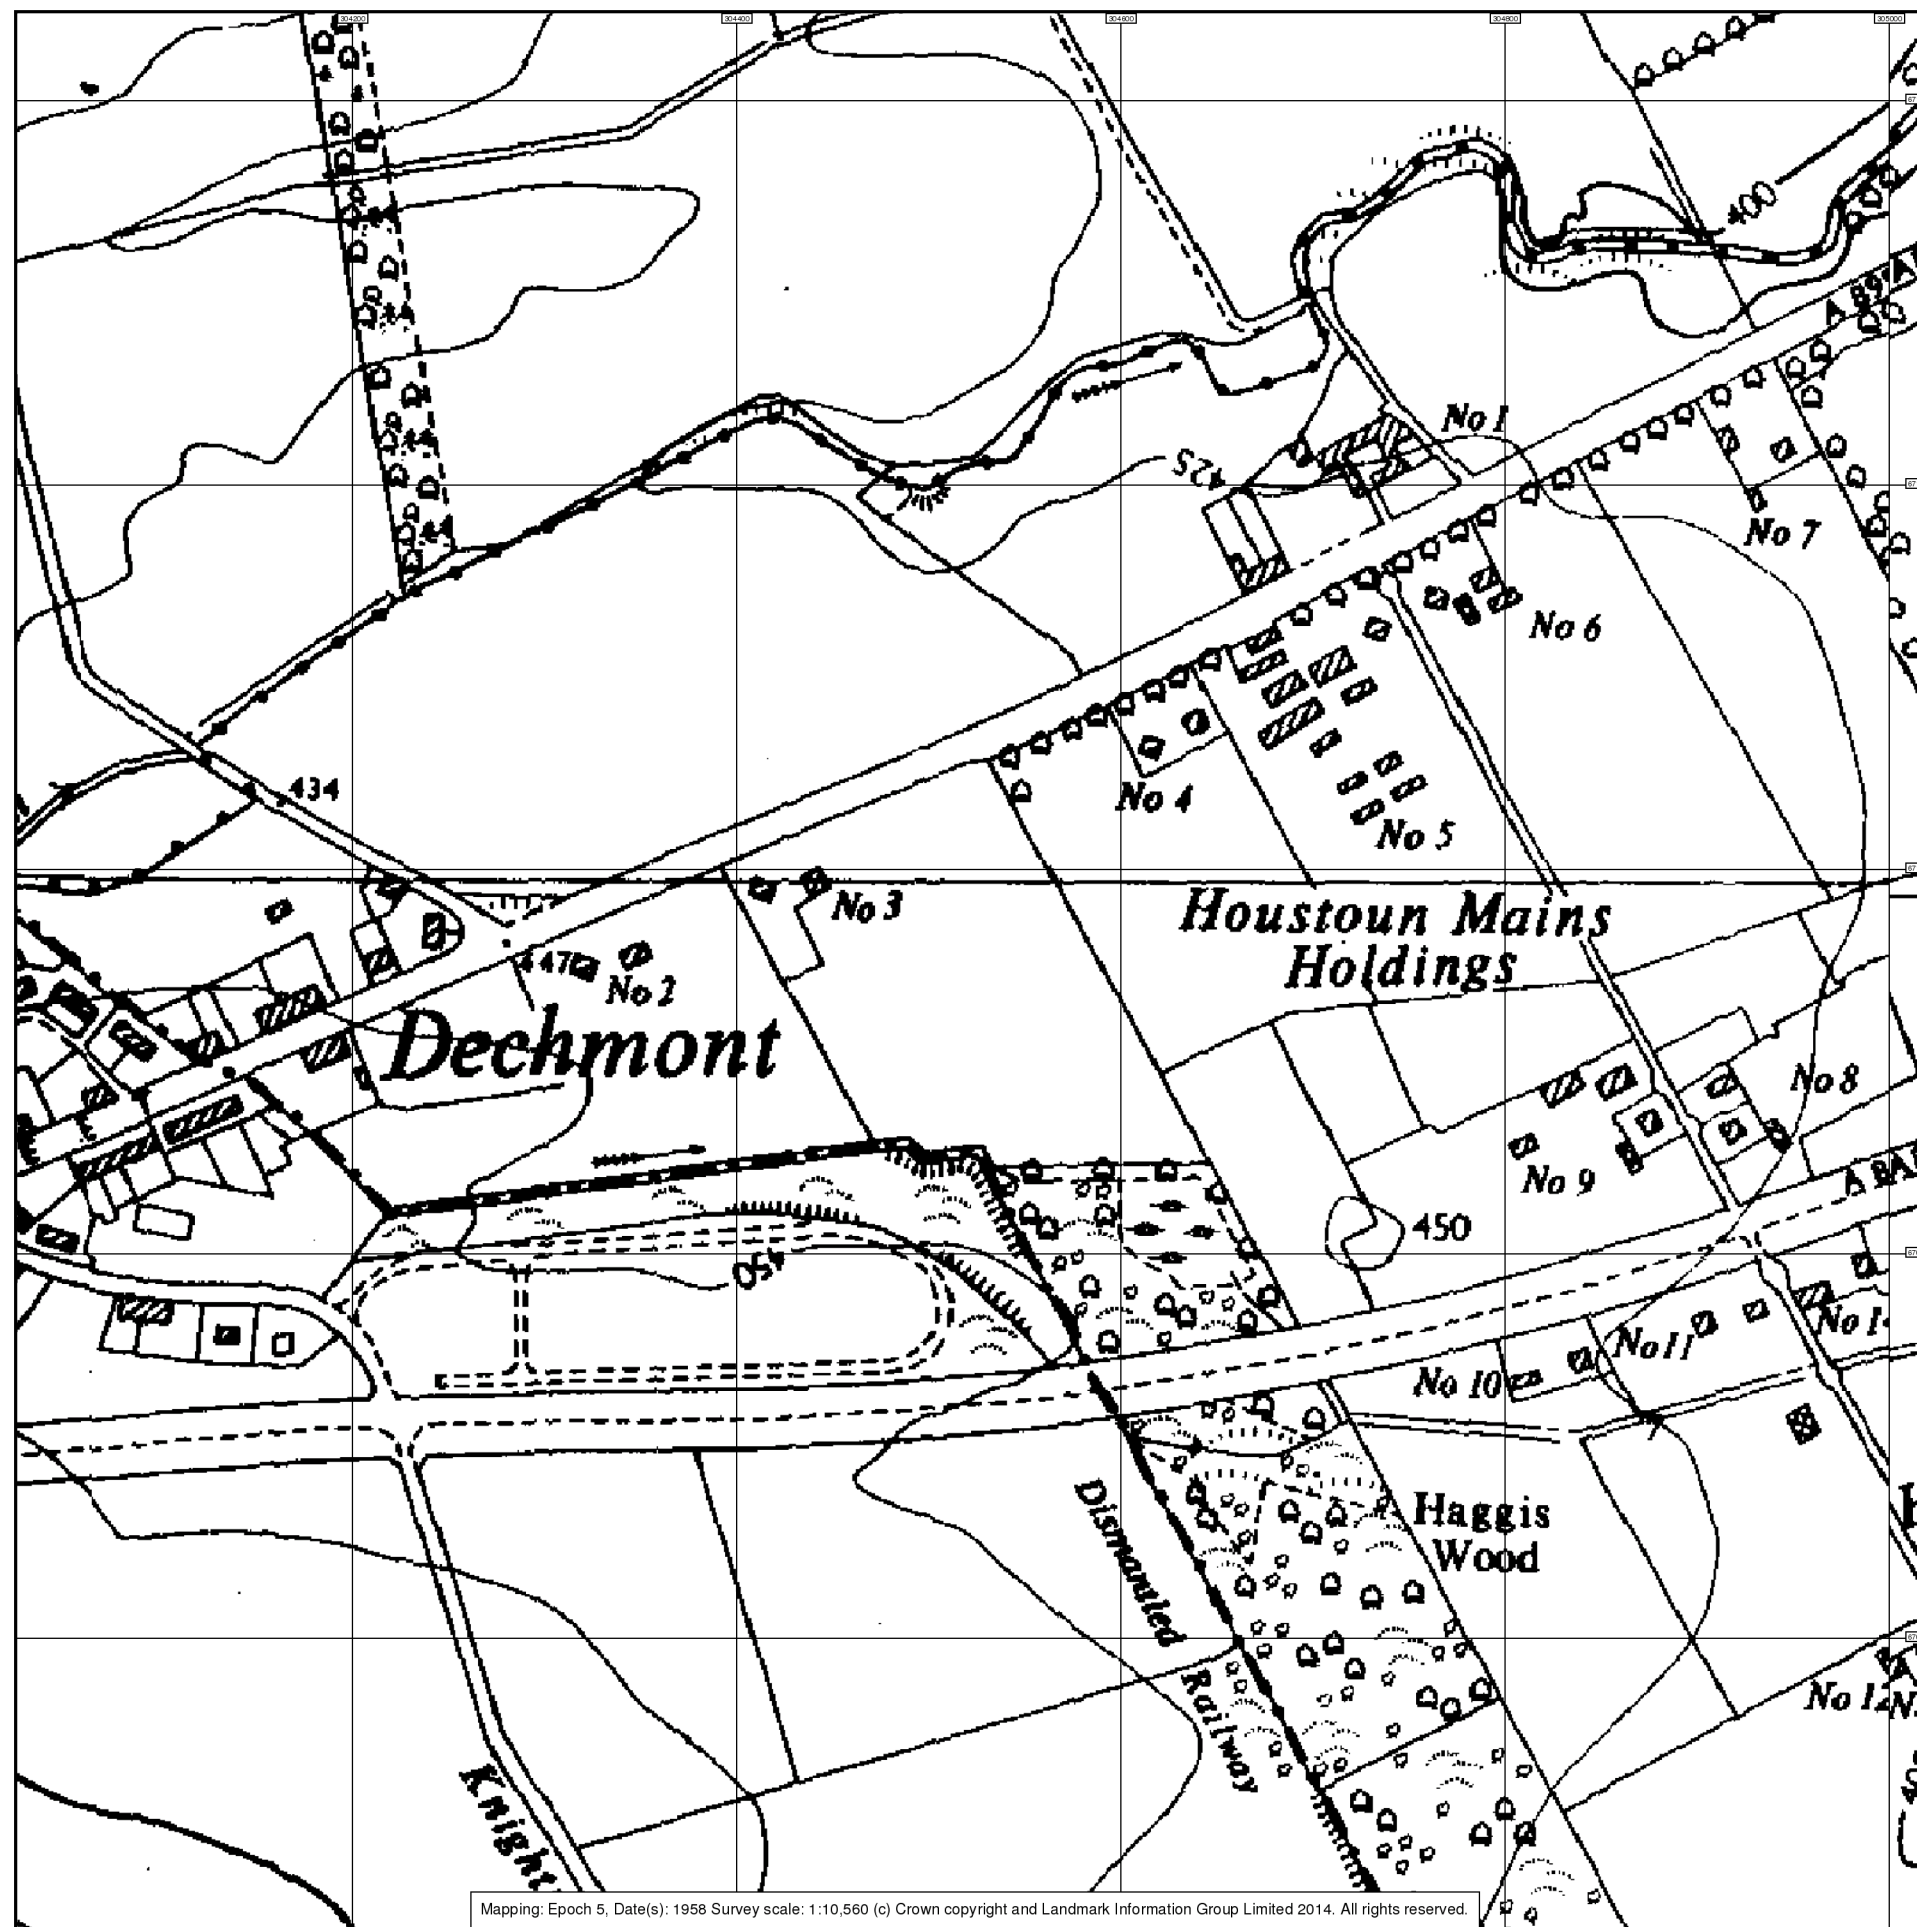 304200
304400
304600
304800
305000
400
A 89
No 1
425
No 7
No 6
434
No 4
No 5
No 3
Houstoun Mains
Holdings
447
No 2
Dechmont
No 8
No 9
450
450
No 11
No 10
Haggis
Wood
Dismantled
Railway
Mapping: Epoch 5, Date(s): 1958 Survey scale: 1:10,560 (c) Crown copyright and Landmark Information Group Limited 2014. All rights reserved.